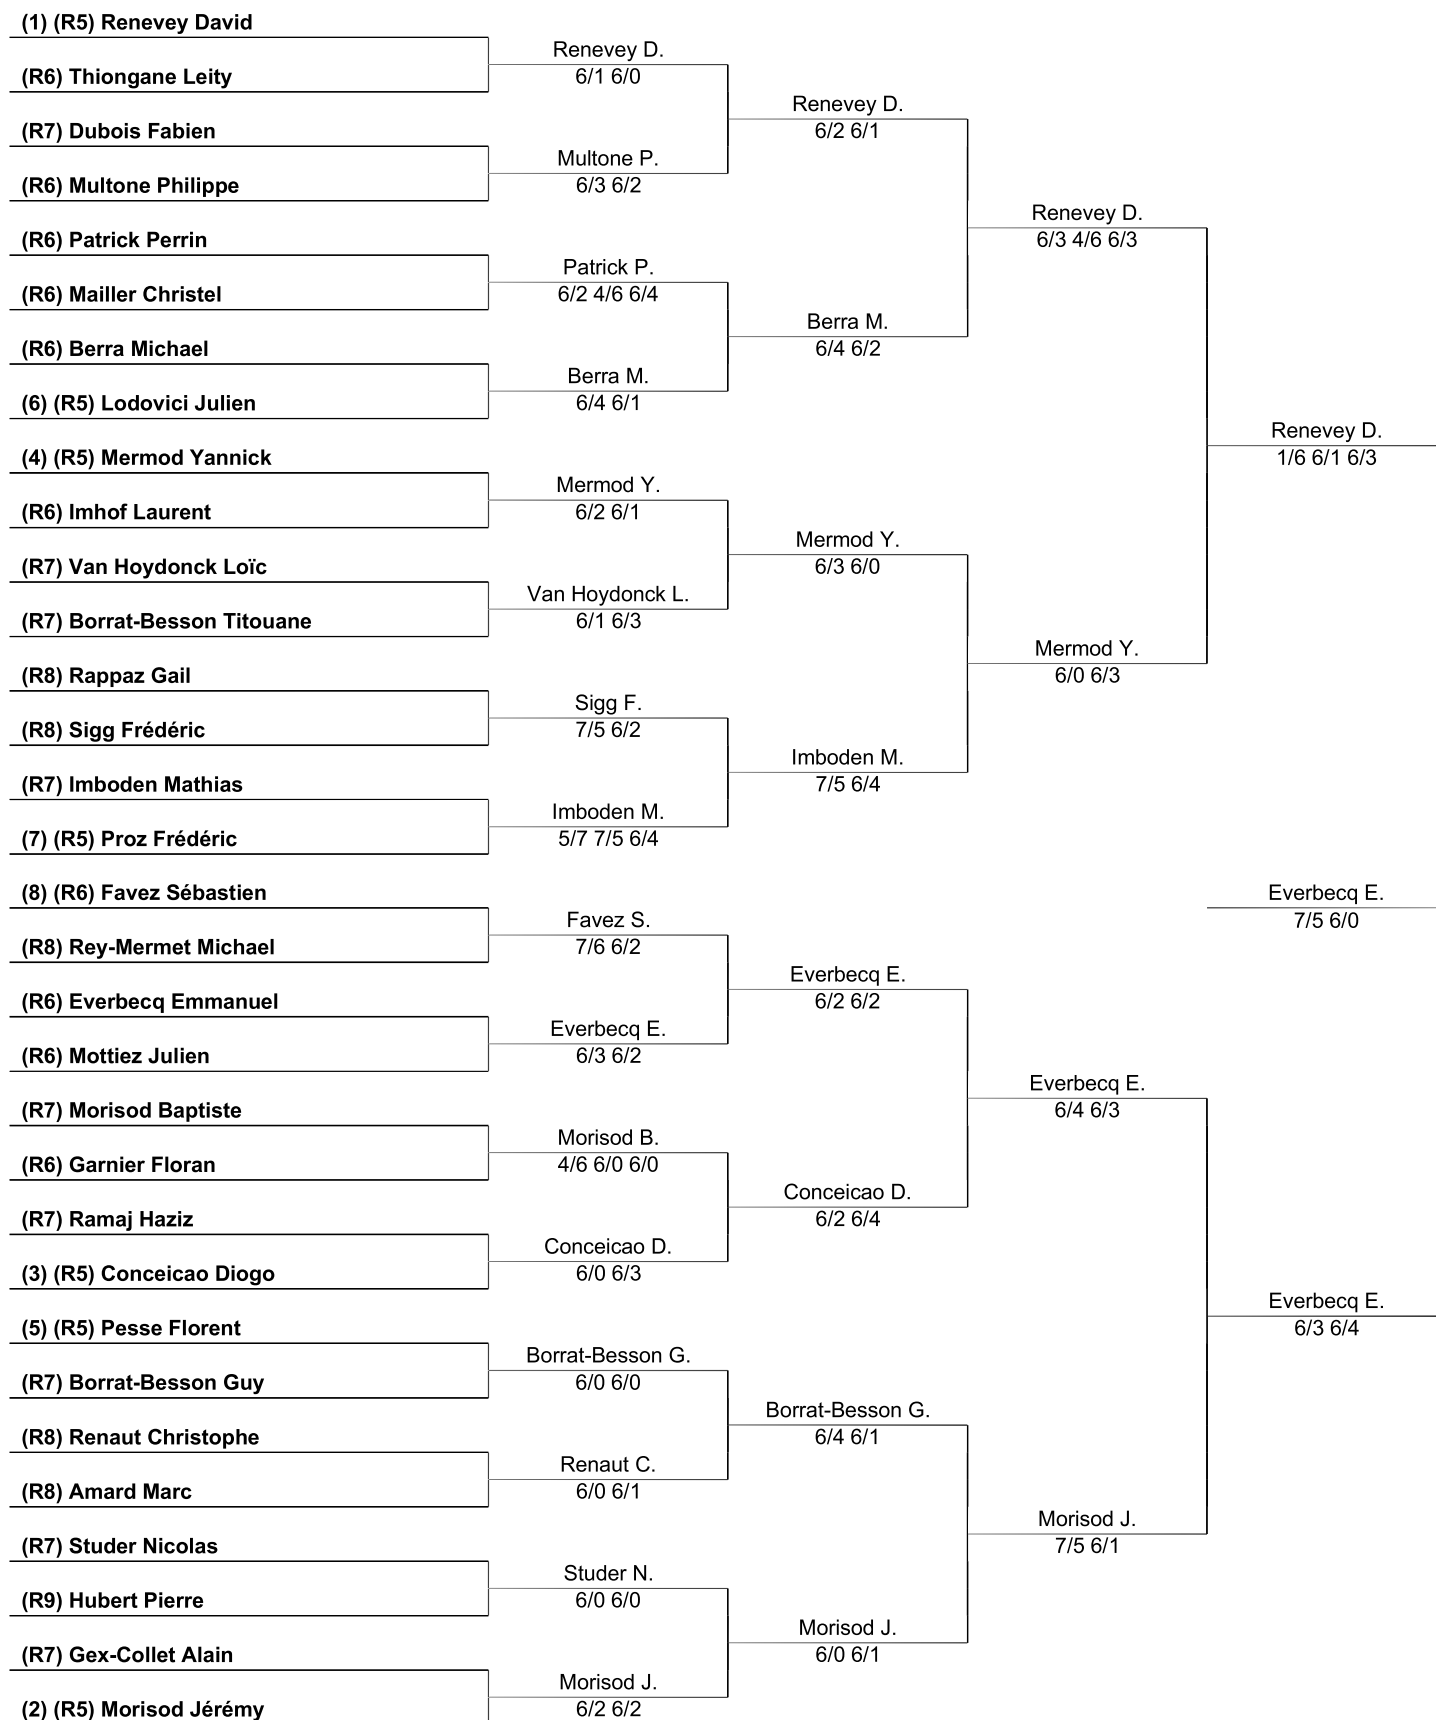 (1) (R5) Renevey David
Renevey D.
6/1 6/0
(R6) Thiongane Leity
Renevey D.
6/2 6/1
(R7) Dubois Fabien
Multone P.
6/3 6/2
(R6) Multone Philippe
Renevey D.
6/3 4/6 6/3
(R6) Patrick Perrin
Patrick P.
6/2 4/6 6/4
(R6) Mailler Christel
Berra M.
6/4 6/2
(R6) Berra Michael
Berra M.
6/4 6/1
(6) (R5) Lodovici Julien
Renevey D.
1/6 6/1 6/3
(4) (R5) Mermod Yannick
Mermod Y.
6/2 6/1
(R6) Imhof Laurent
Mermod Y.
6/3 6/0
(R7) Van Hoydonck Loïc
Van Hoydonck L.
6/1 6/3
(R7) Borrat-Besson Titouane
Mermod Y.
6/0 6/3
(R8) Rappaz Gail
Sigg F.
7/5 6/2
(R8) Sigg Frédéric
Imboden M.
7/5 6/4
(R7) Imboden Mathias
Imboden M.
5/7 7/5 6/4
(7) (R5) Proz Frédéric
(8) (R6) Favez Sébastien
Everbecq E.
7/5 6/0
Favez S.
7/6 6/2
(R8) Rey-Mermet Michael
Everbecq E.
6/2 6/2
(R6) Everbecq Emmanuel
Everbecq E.
6/3 6/2
(R6) Mottiez Julien
Everbecq E.
6/4 6/3
(R7) Morisod Baptiste
Morisod B.
4/6 6/0 6/0
(R6) Garnier Floran
Conceicao D.
6/2 6/4
(R7) Ramaj Haziz
Conceicao D.
6/0 6/3
(3) (R5) Conceicao Diogo
Everbecq E.
6/3 6/4
(5) (R5) Pesse Florent
Borrat-Besson G.
6/0 6/0
(R7) Borrat-Besson Guy
Borrat-Besson G.
6/4 6/1
(R8) Renaut Christophe
Renaut C.
6/0 6/1
(R8) Amard Marc
Morisod J.
7/5 6/1
(R7) Studer Nicolas
Studer N.
6/0 6/0
(R9) Hubert Pierre
Morisod J.
6/0 6/1
(R7) Gex-Collet Alain
Morisod J.
6/2 6/2
(2) (R5) Morisod Jérémy